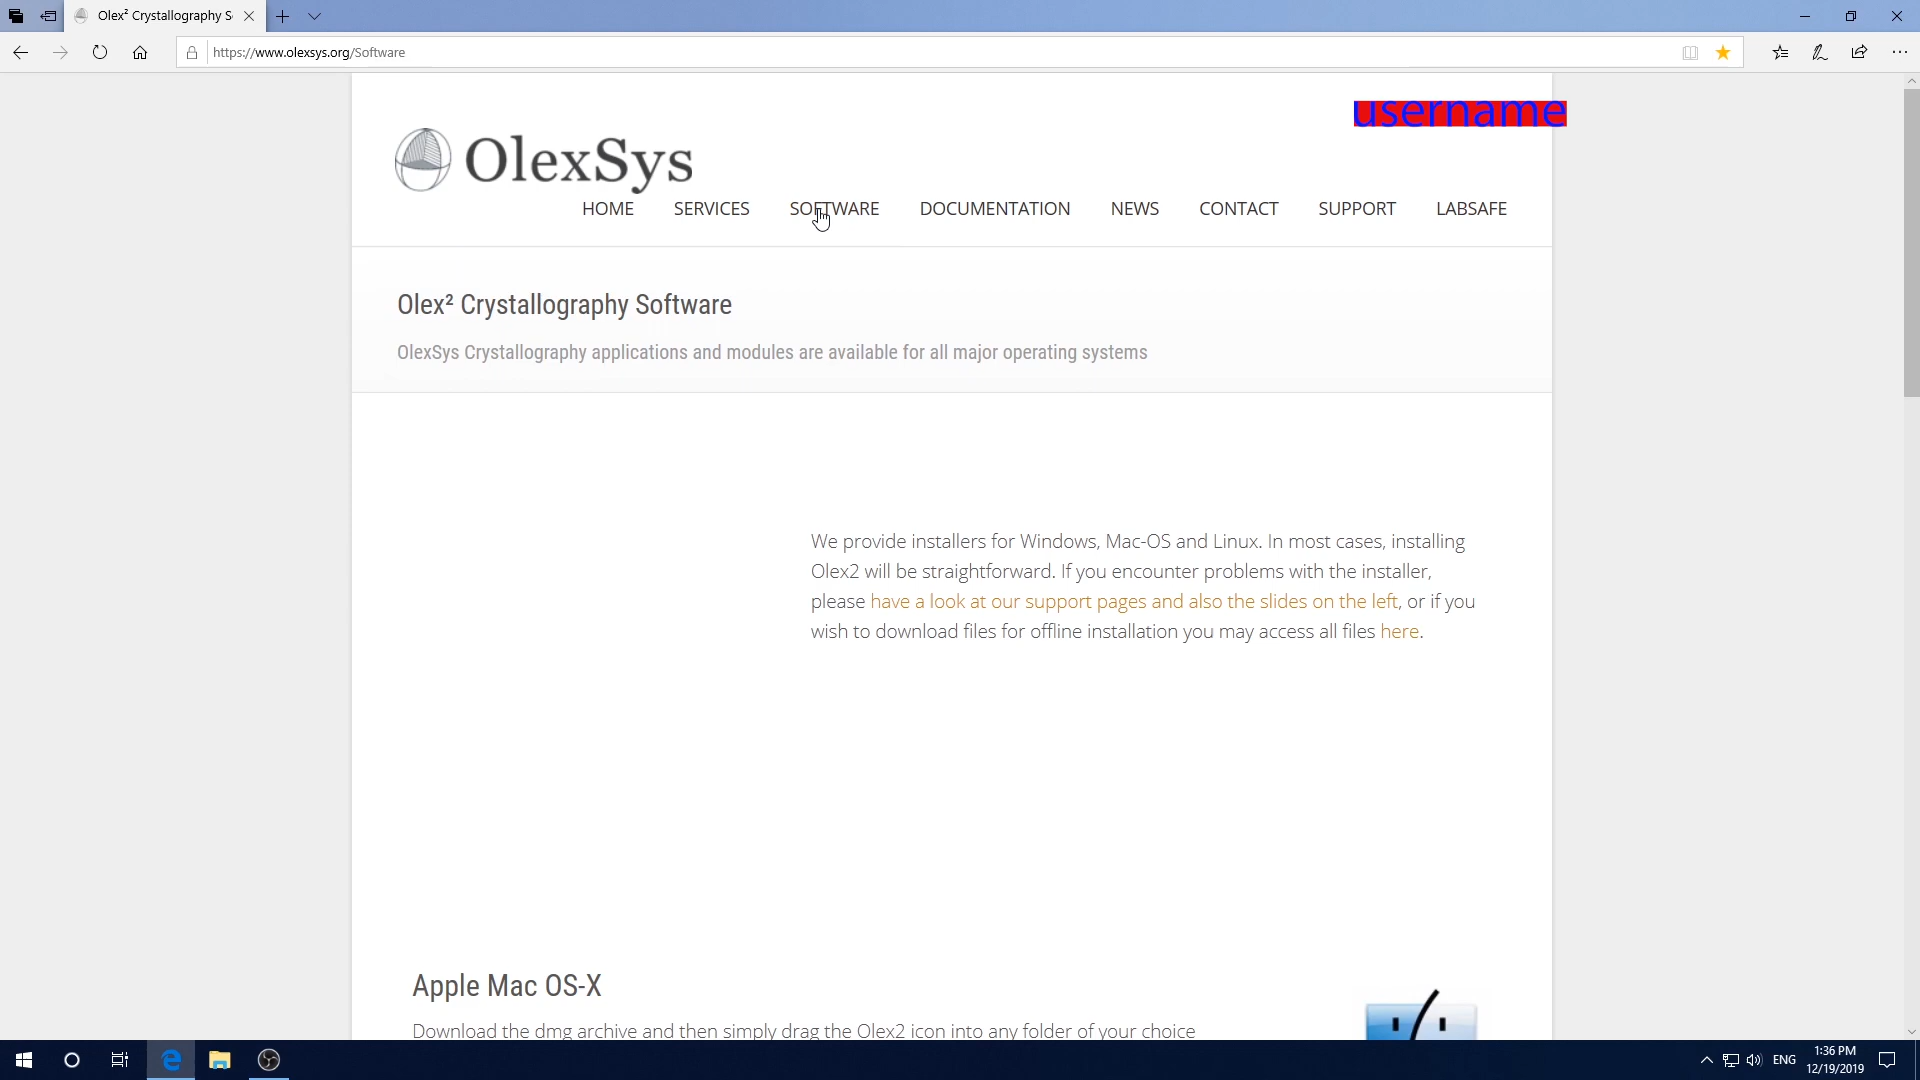 Olex² Crystallography S
https://www.olexsys.org/Software
username
OlexSys
HOME SERVICES SOFTWARE DOCUMENTATION NEWS CONTACT SUPPORT LABSAFE
Olex² Crystallography Software
OlexSys Crystallography applications and modules are available for all major operating systems
We provide installers for Windows, Mac-OS and Linux. In most cases, installing
Olex2 will be straightforward. If you encounter problems with the installer,
please have a look at our support pages and also the slides on the left, or if you
wish to download files for offline installation you may access all files here.
Apple Mac OS-X
Download the dmg archive and then simply drag the Olex2 icon into any folder of your choice
ENG
1:36 PM
12/19/2019